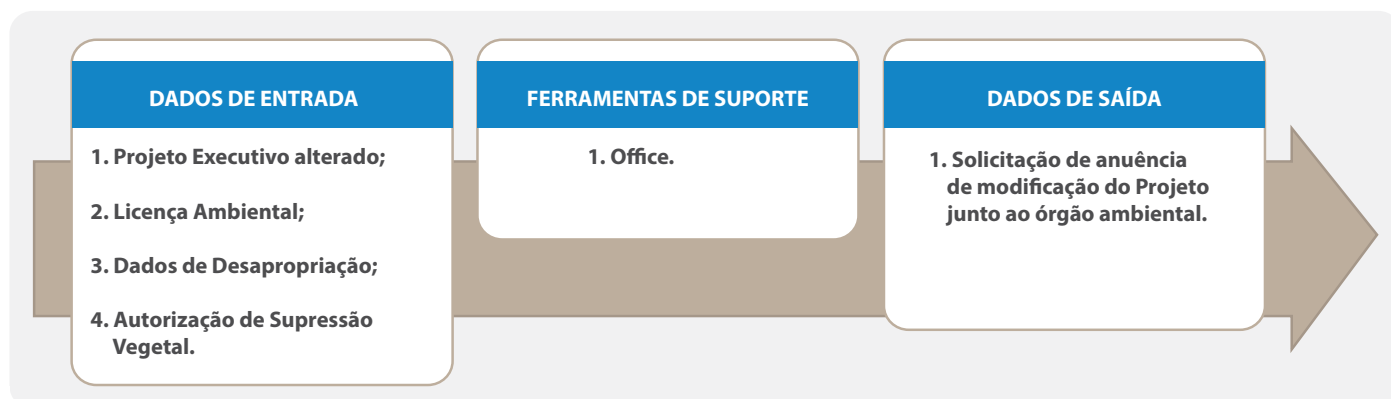 DADOS DE ENTRADA
1. Projeto Executivo alterado;
2. Licença Ambiental;
3. Dados de Desapropriação;
4. Autorização de Supressão
Vegetal.
FERRAMENTAS DE SUPORTE
1. Office.
DADOS DE SAÍDA
1. Solicitação de anuência
de modificação do Projeto
junto ao órgão ambiental.